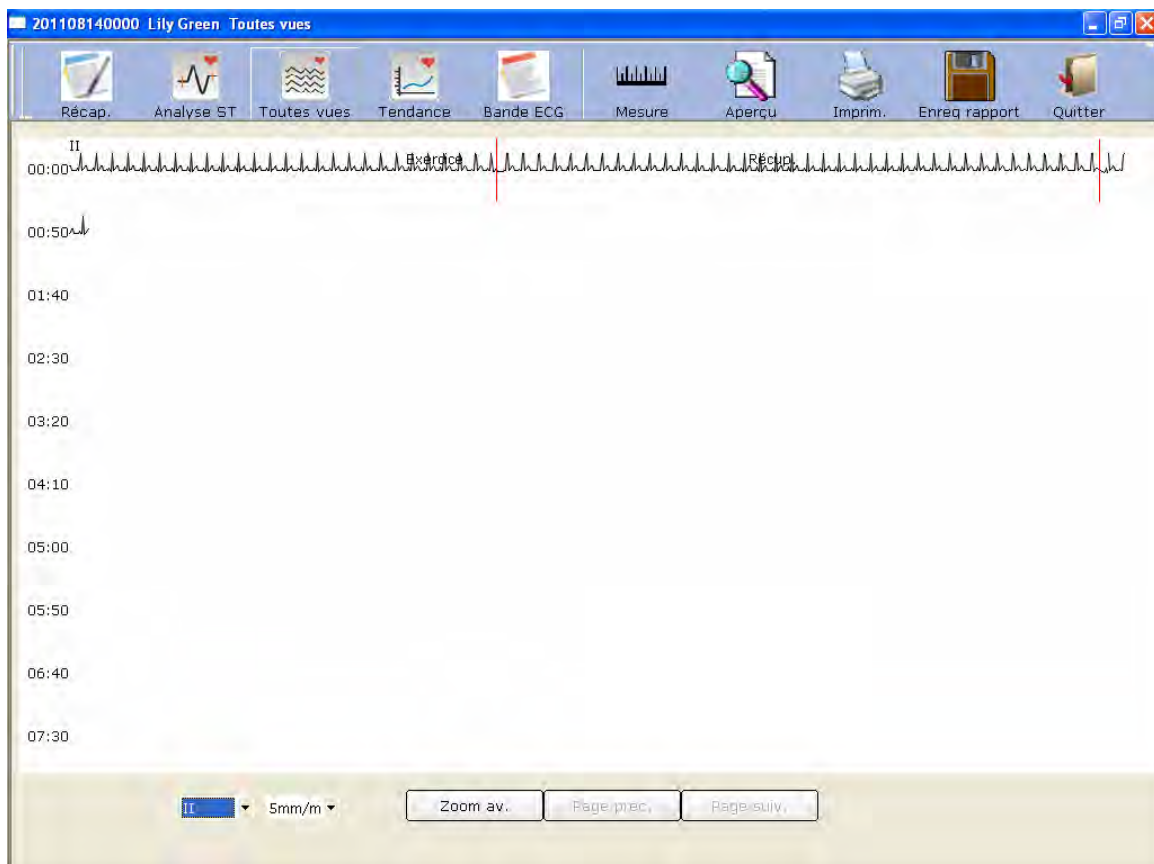 201108140000 Lily Green Toutes vues
Récap. Analyse ST Toutes vues Tendance Bande ECG Mesure Aperçu Imprim. Enreg rapport Quitter
II
00:00 Exercice Récup.
00:50
01:40
02:30
03:20
04:10
05:00
05:50
06:40
07:30
II 5mm/m Zoom av. Page préc. Page suiv.